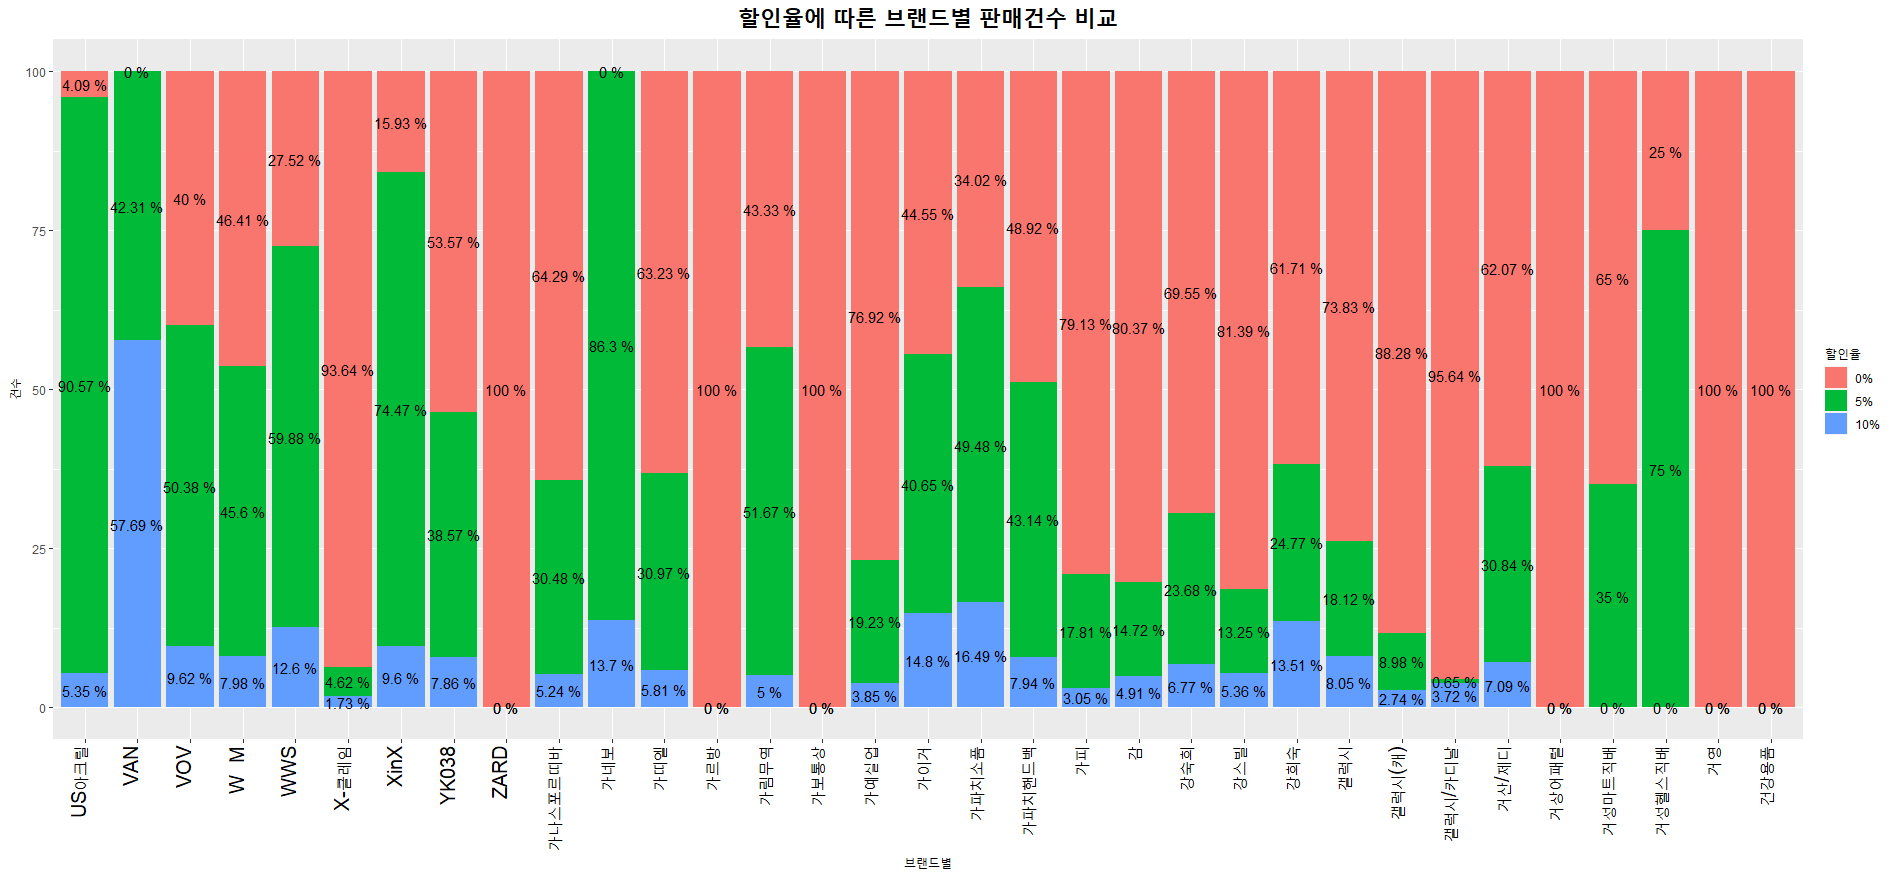 할인율에 따른 브랜드별 판매건수 비교
건수
100
75
50
25
0
4.09 %
90.57 %
5.35 %
0 %
42.31 %
57.69 %
40 %
50.38 %
9.62 %
46.41 %
45.6 %
7.98 %
27.52 %
59.88 %
12.6 %
93.64 %
4.62 %
1.73 %
15.93 %
74.47 %
9.6 %
53.57 %
38.57 %
7.86 %
100 %
0 %
64.29 %
30.48 %
5.24 %
0 %
86.3 %
13.7 %
63.23 %
30.97 %
5.81 %
100 %
0 %
43.33 %
51.67 %
5 %
100 %
0 %
76.92 %
19.23 %
3.85 %
44.55 %
40.65 %
14.8 %
34.02 %
49.48 %
16.49 %
48.92 %
43.14 %
7.94 %
79.13 %
17.81 %
3.05 %
80.37 %
14.72 %
4.91 %
69.55 %
23.68 %
6.77 %
81.39 %
13.25 %
5.36 %
61.71 %
24.77 %
13.51 %
73.83 %
18.12 %
8.05 %
88.28 %
8.98 %
2.74 %
95.64 %
0.65 %
3.72 %
62.07 %
30.84 %
7.09 %
100 %
0 %
65 %
35 %
0 %
25 %
75 %
0 %
100 %
0 %
100 %
0 %
US아크릴
VAN
VOV
W M
WWS
X-클레임
XinX
YK038
ZARD
가나스포르띠바
가네보
가띠엘
가르방
가림무역
가보통상
가예실업
가이거
가파치소품
가파치핸드백
가피
감
강숙희
강스빌
강희숙
갤럭시
갤럭시(캐)
갤럭시/카디날
거산/제디
거상어패럴
거성마트직배
거성헬스직배
거영
건강용품
브랜드별
할인율
0%
5%
10%